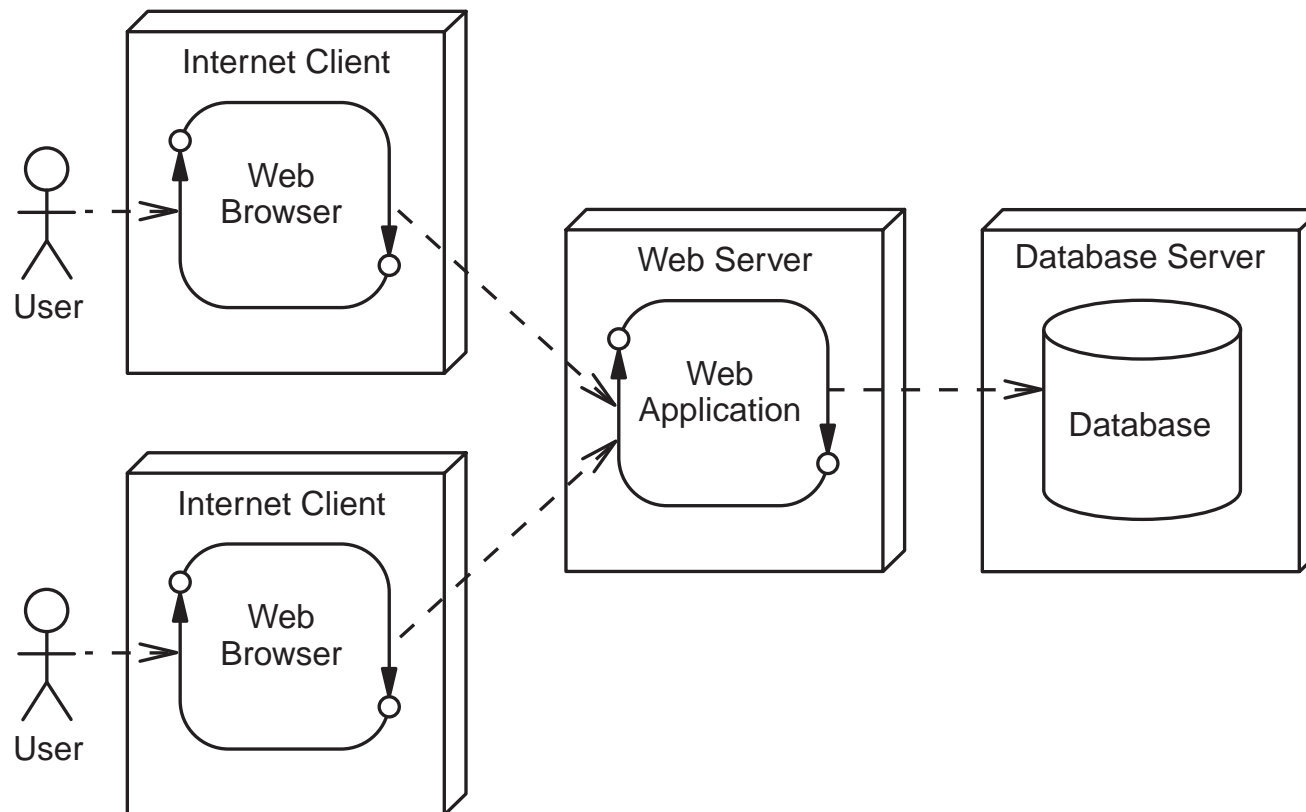 Internet Client
Web
Browser
User
Web Server
Web
Application
Database Server
Database
Internet Client
Web
Browser
User